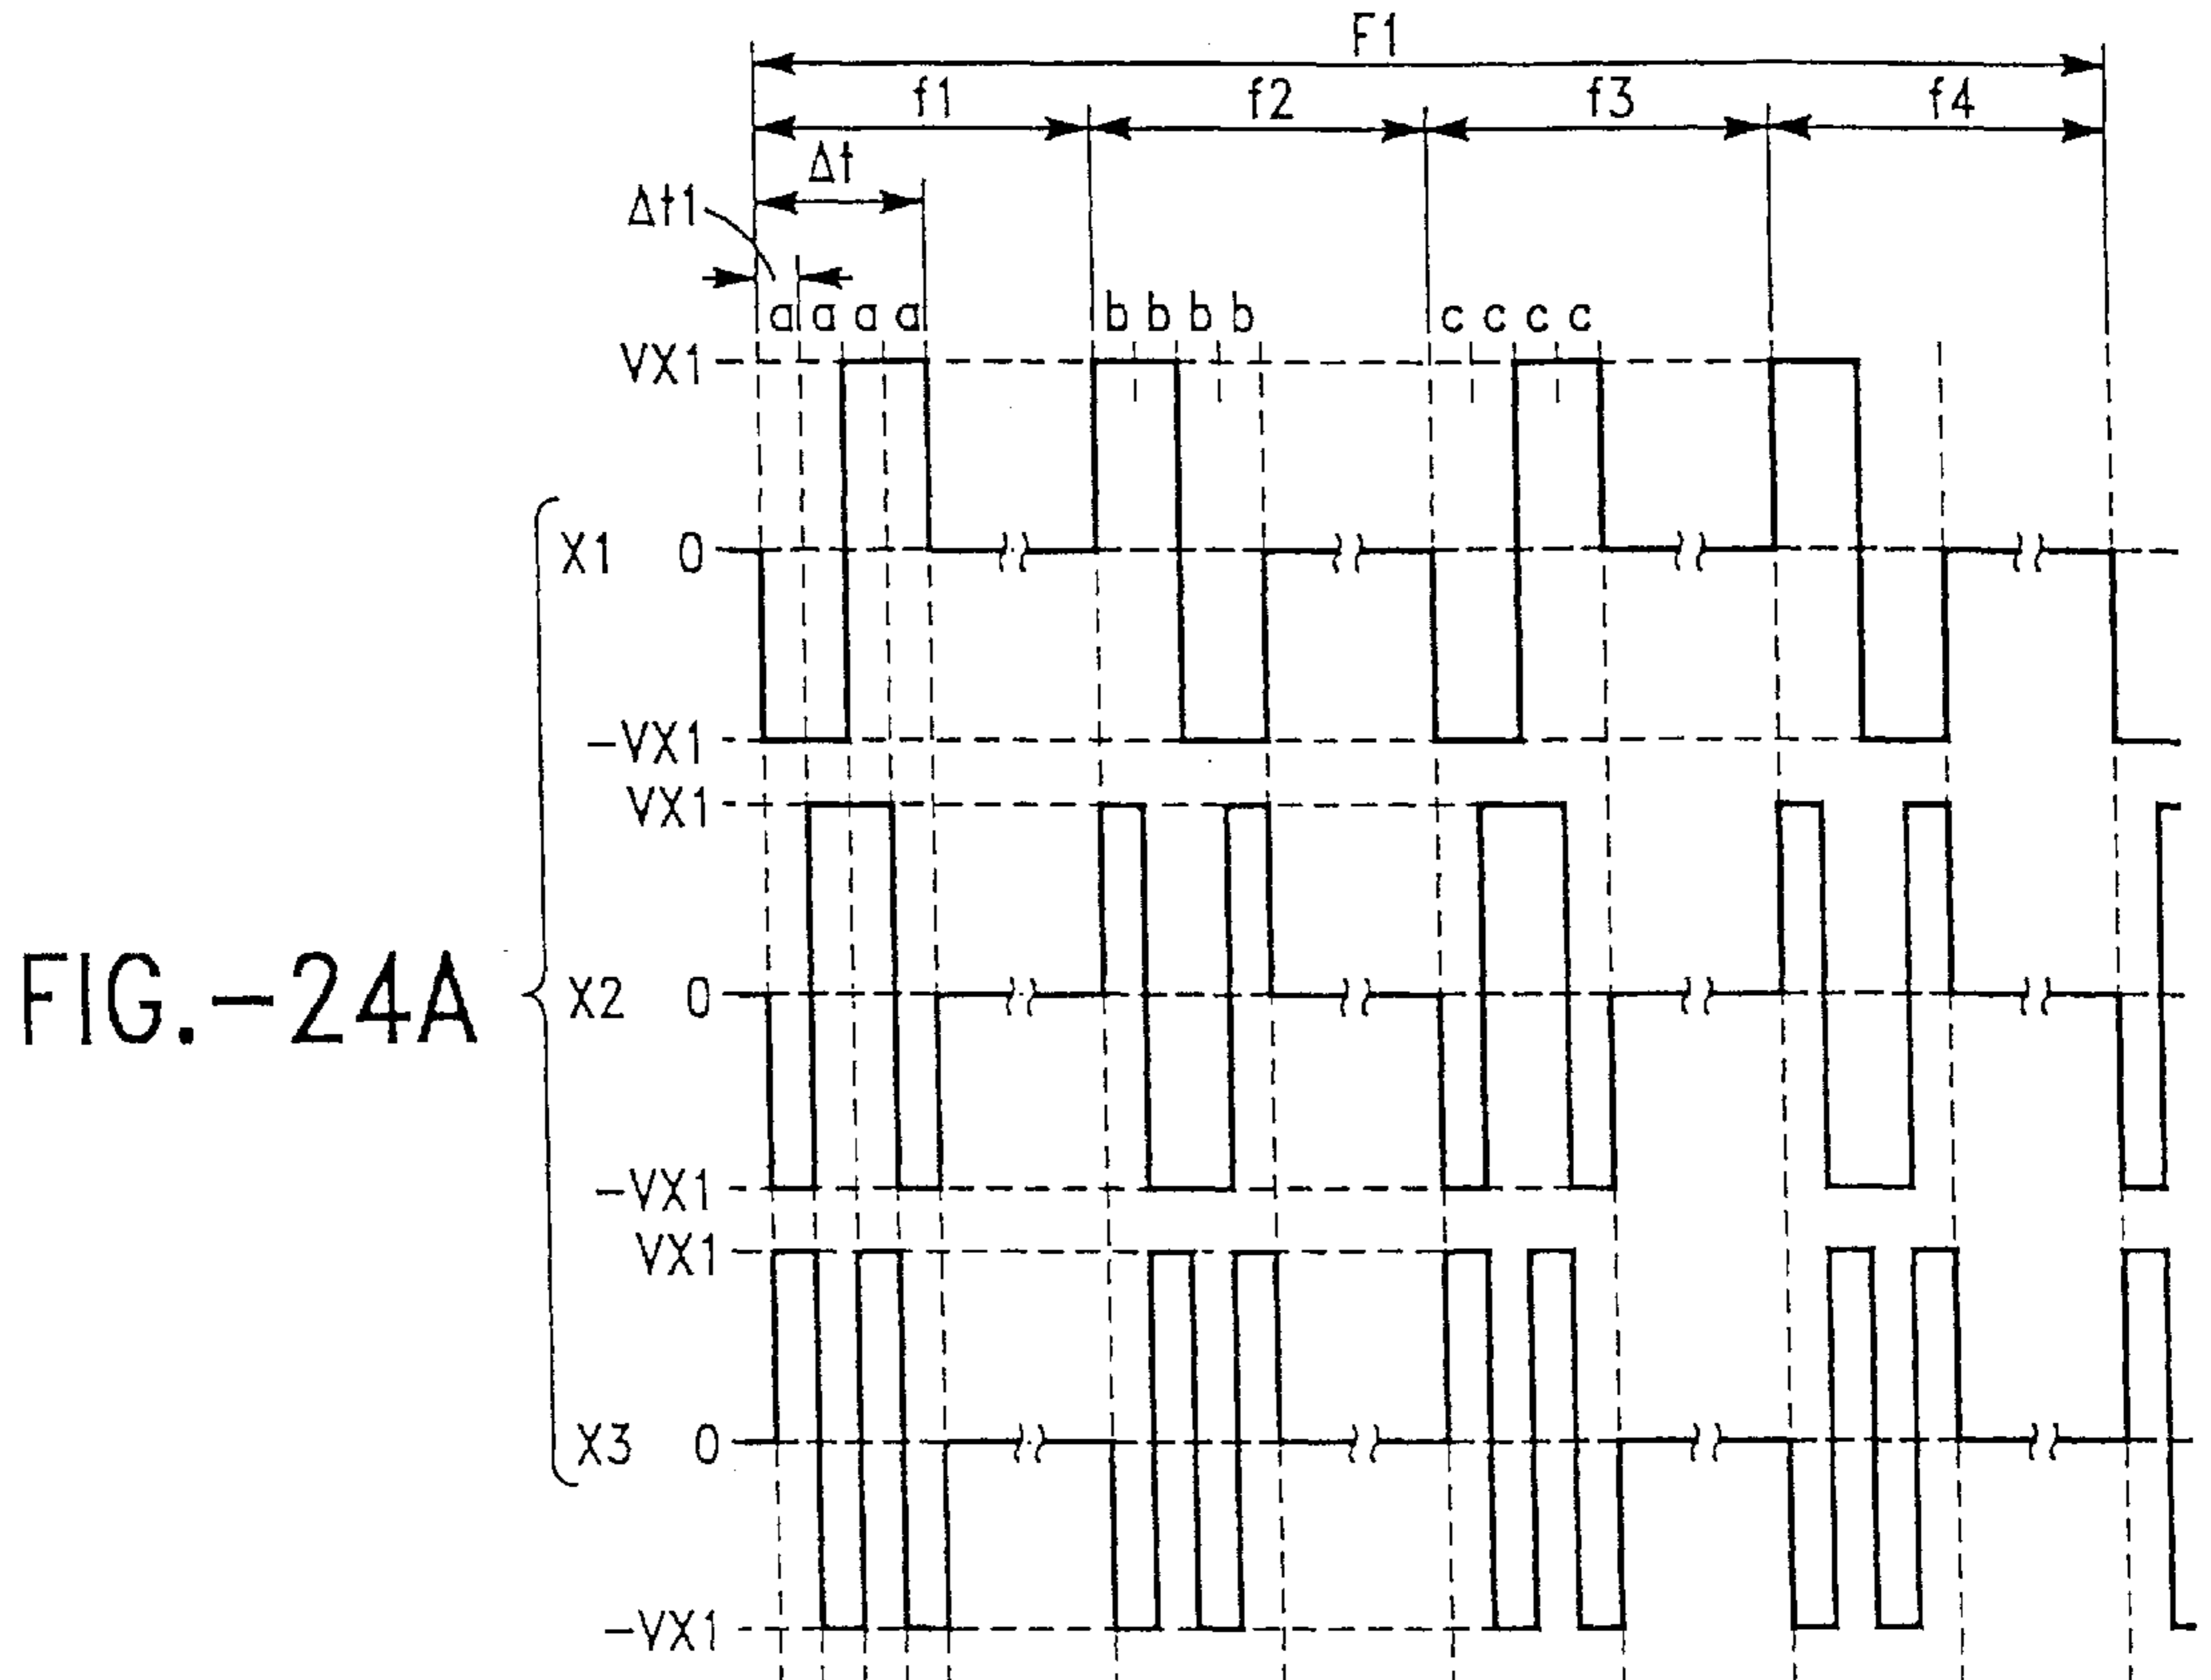 F1
f1 f2 f3 f4
Δt
Δt1
a a a a b b b b c c c c
VX1
X1 0
-VX1
VX1
FIG.-24A
X2 0
-VX1
VX1
X3 0
-VX1